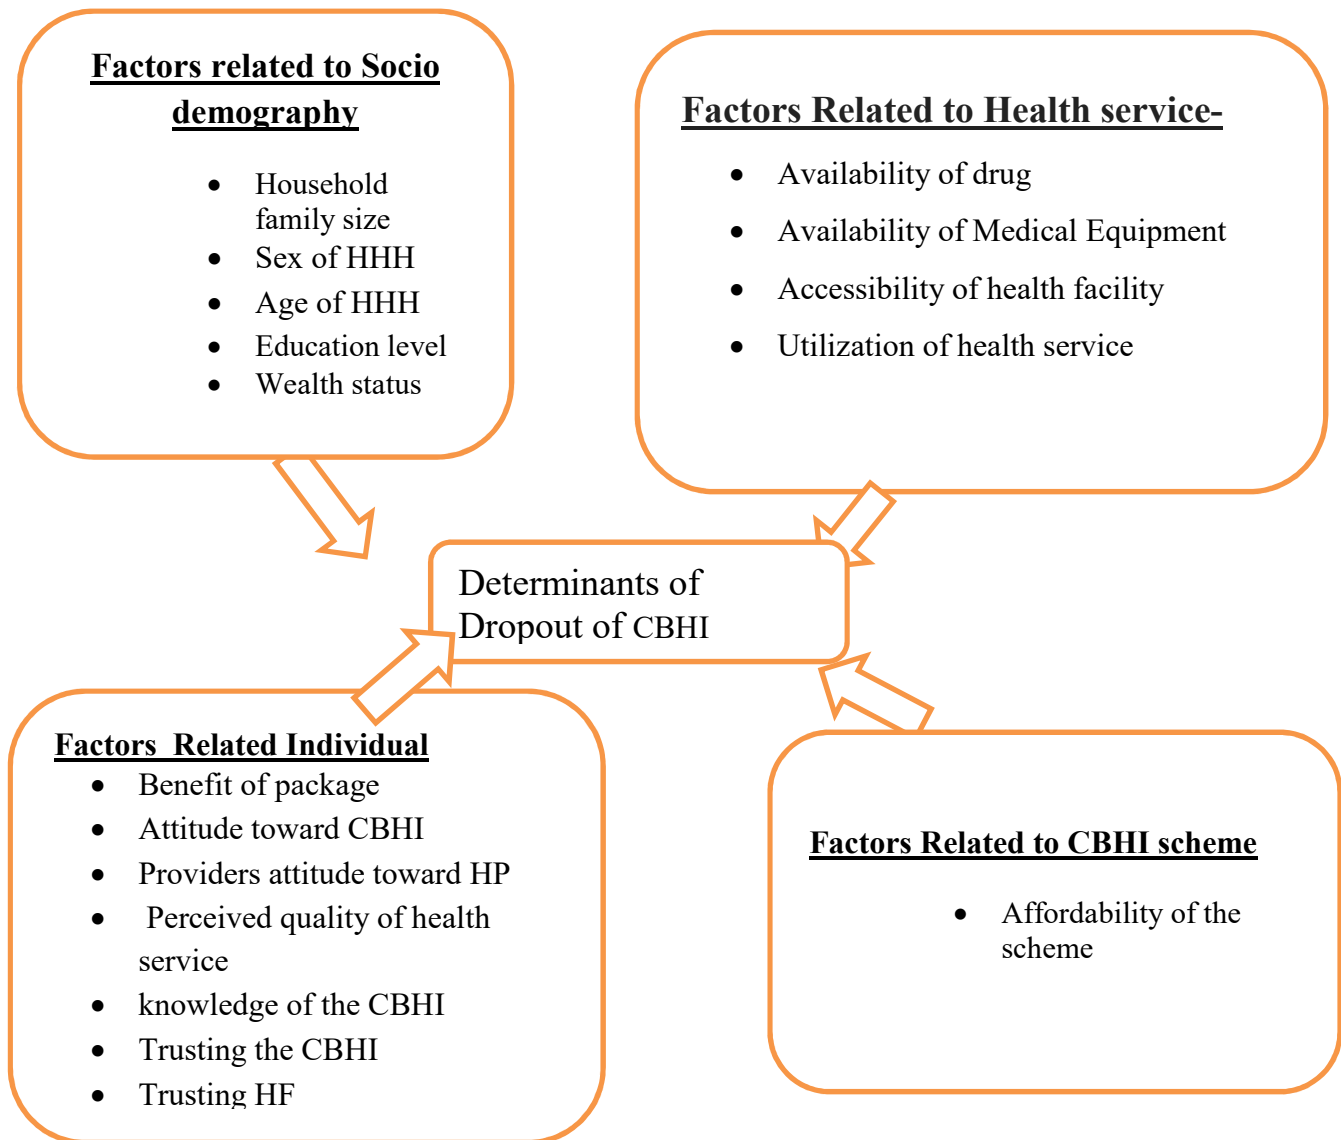 Factors related to Socio
demography
• Household
family size
• Sex of HHH
• Age of HHH
• Education level
• Wealth status
Factors Related to Health service-
• Availability of drug
• Availability of Medical Equipment
• Accessibility of health facility
• Utilization of health service
Determinants of
Dropout of CBHI
Factors Related Individual
• Benefit of package
• Attitude toward CBHI
• Providers attitude toward HP
• Perceived quality of health
service
• knowledge of the CBHI
• Trusting the CBHI
• Trusting HF
Factors Related to CBHI scheme
• Affordability of the
scheme